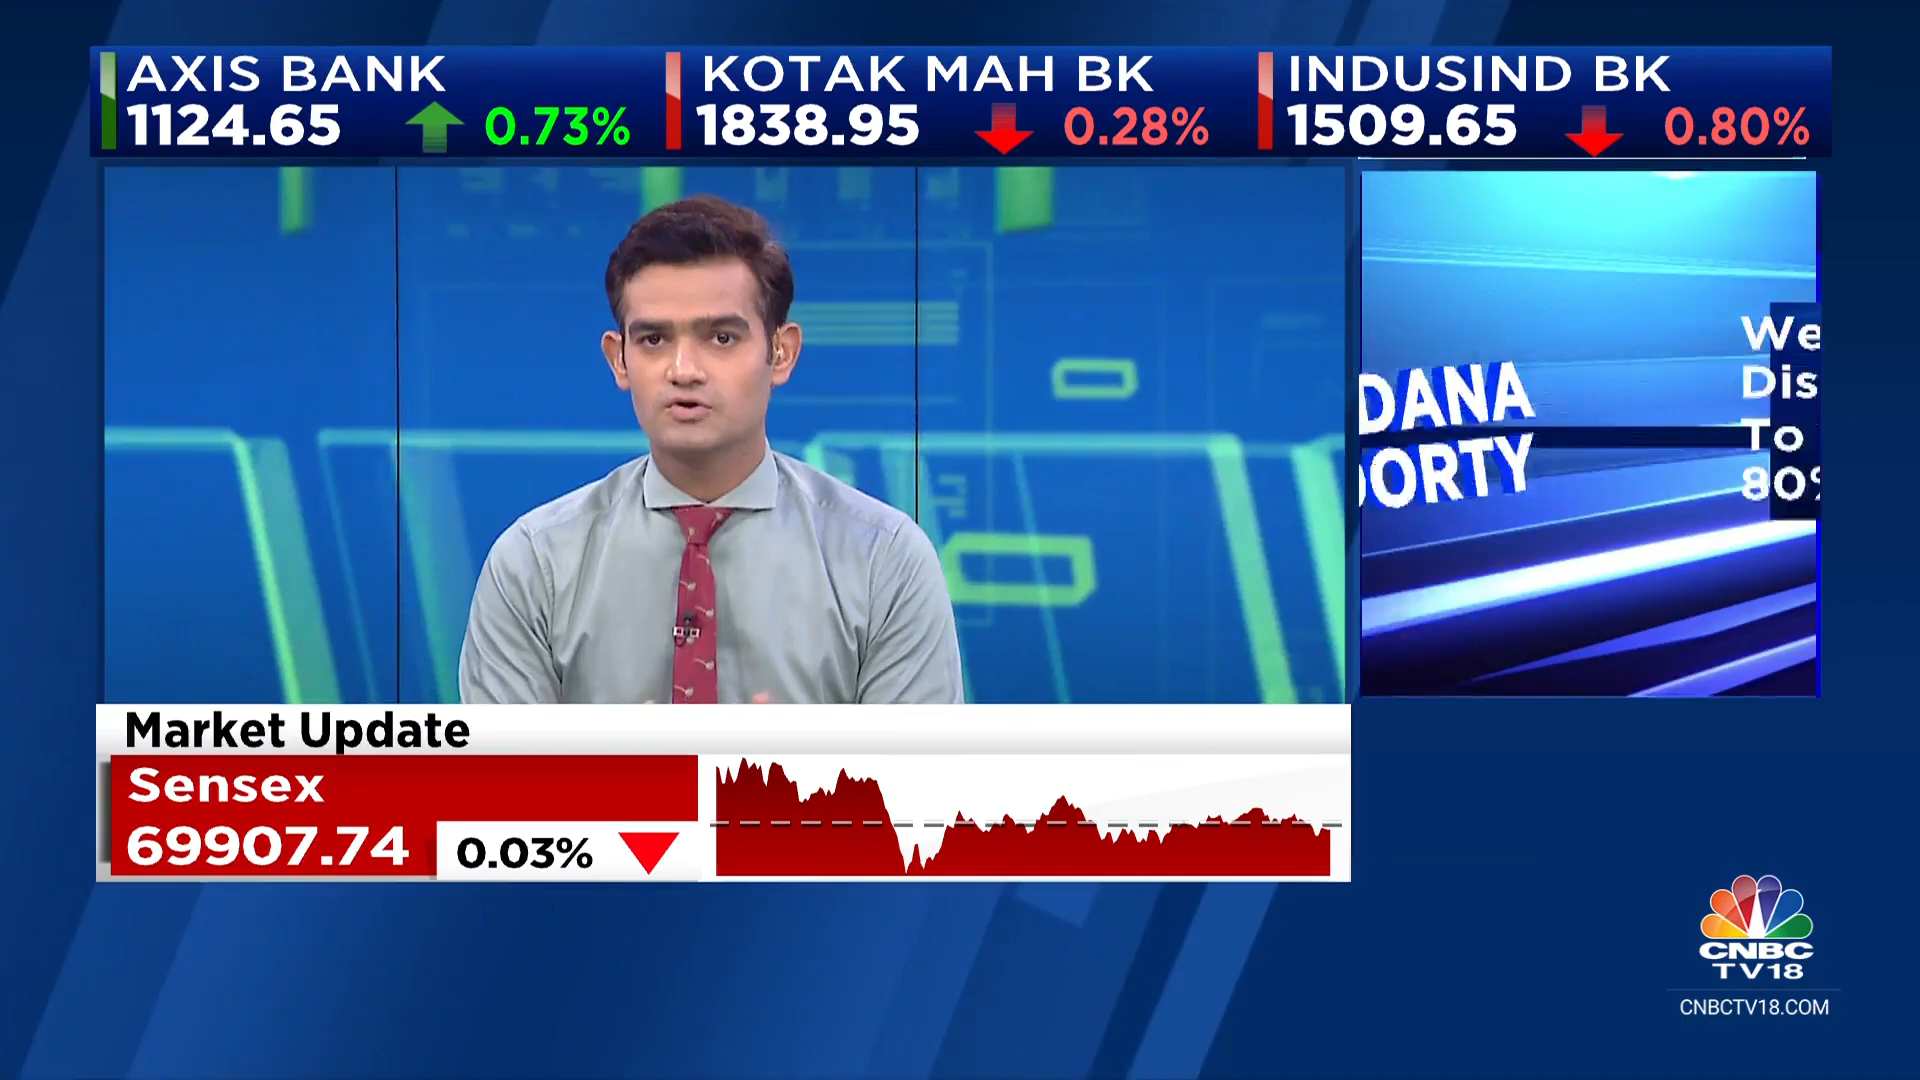 AXIS BANK
1124.65 0.73%
KOTAK MAH BK
1838.95 0.28%
INDUSIND BK
1509.65 0.80%
DANA
ORTY
We
Dis
To
80
Market Update
Sensex
69907.74
0.03%
CNBC
TV18
CNBCTV18.COM